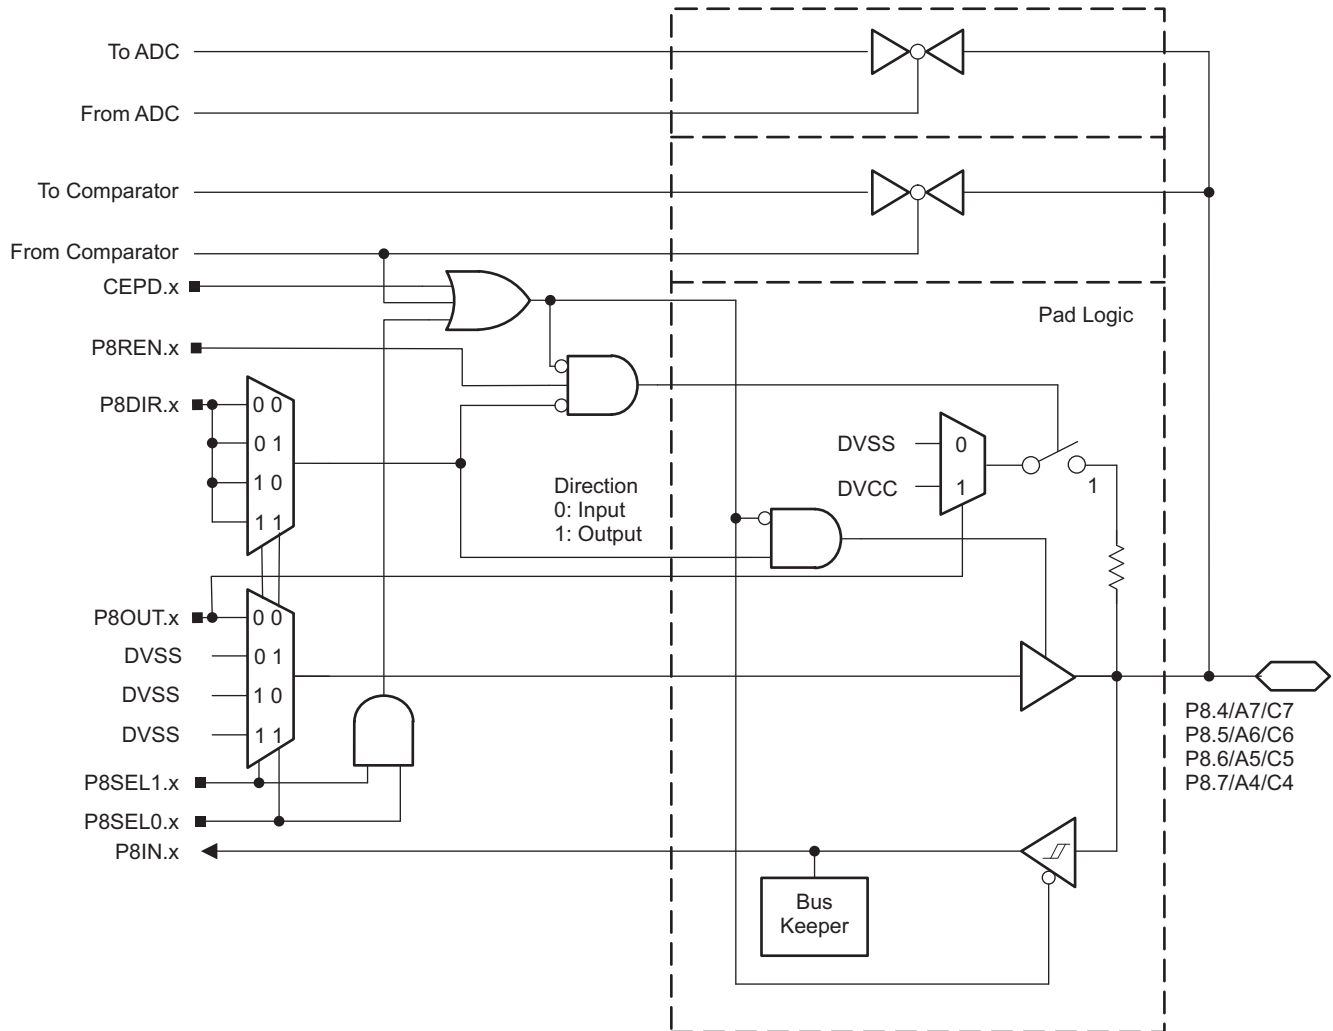 To ADC
From ADC
To Comparator
From Comparator
CEPD.x
Pad Logic
P8REN.x
P8DIR.x
0 0
0 1
1 0
1 1
DVSS
0
DVCC
1
1
Direction
0: Input
1: Output
P8OUT.x
0 0
DVSS
0 1
DVSS
1 0
DVSS
1 1
P8.4/A7/C7
P8.5/A6/C6
P8.6/A5/C5
P8.7/A4/C4
P8SEL1.x
P8SEL0.x
P8IN.x
Bus
Keeper